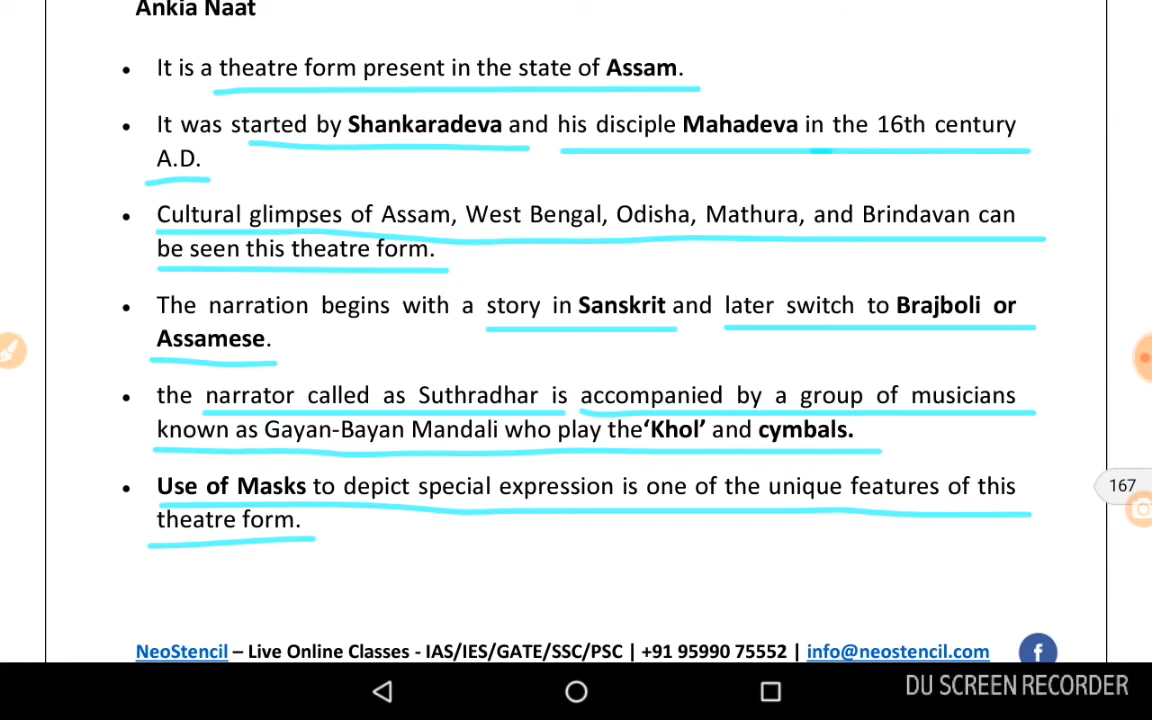 Ankia Naat
• It is a theatre form present in the state of Assam.
• It was started by Shankaradeva and his disciple Mahadeva in the 16th century
A.D.
• Cultural glimpses of Assam, West Bengal, Odisha, Mathura, and Brindavan can
be seen this theatre form.
• The narration begins with a story in Sanskrit and later switch to Brajboli or
Assamese.
• the narrator called as Suthradhar is accompanied by a group of musicians
known as Gayan-Bayan Mandali who play the‘Khol’ and cymbals.
• Use of Masks to depict special expression is one of the unique features of this
theatre form.
167
NeoStencil – Live Online Classes - IAS/IES/GATE/SSC/PSC | +91 95990 75552 | info@neostencil.com f
DU SCREEN RECORDER